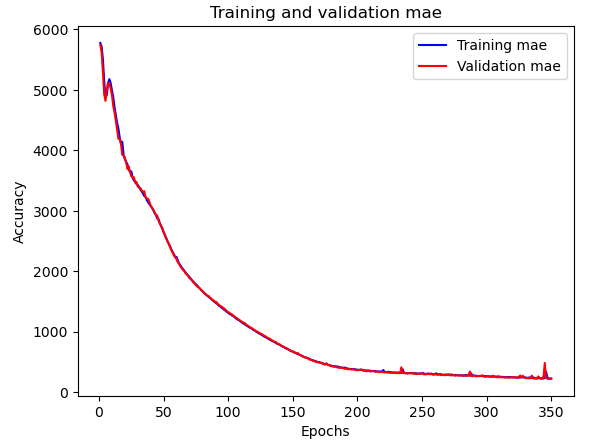 Training and validation mae
6000
5000
4000
3000
2000
1000
0
Accuracy
Training mae
Validation mae
0 50 100 150 200 250 300 350
Epochs